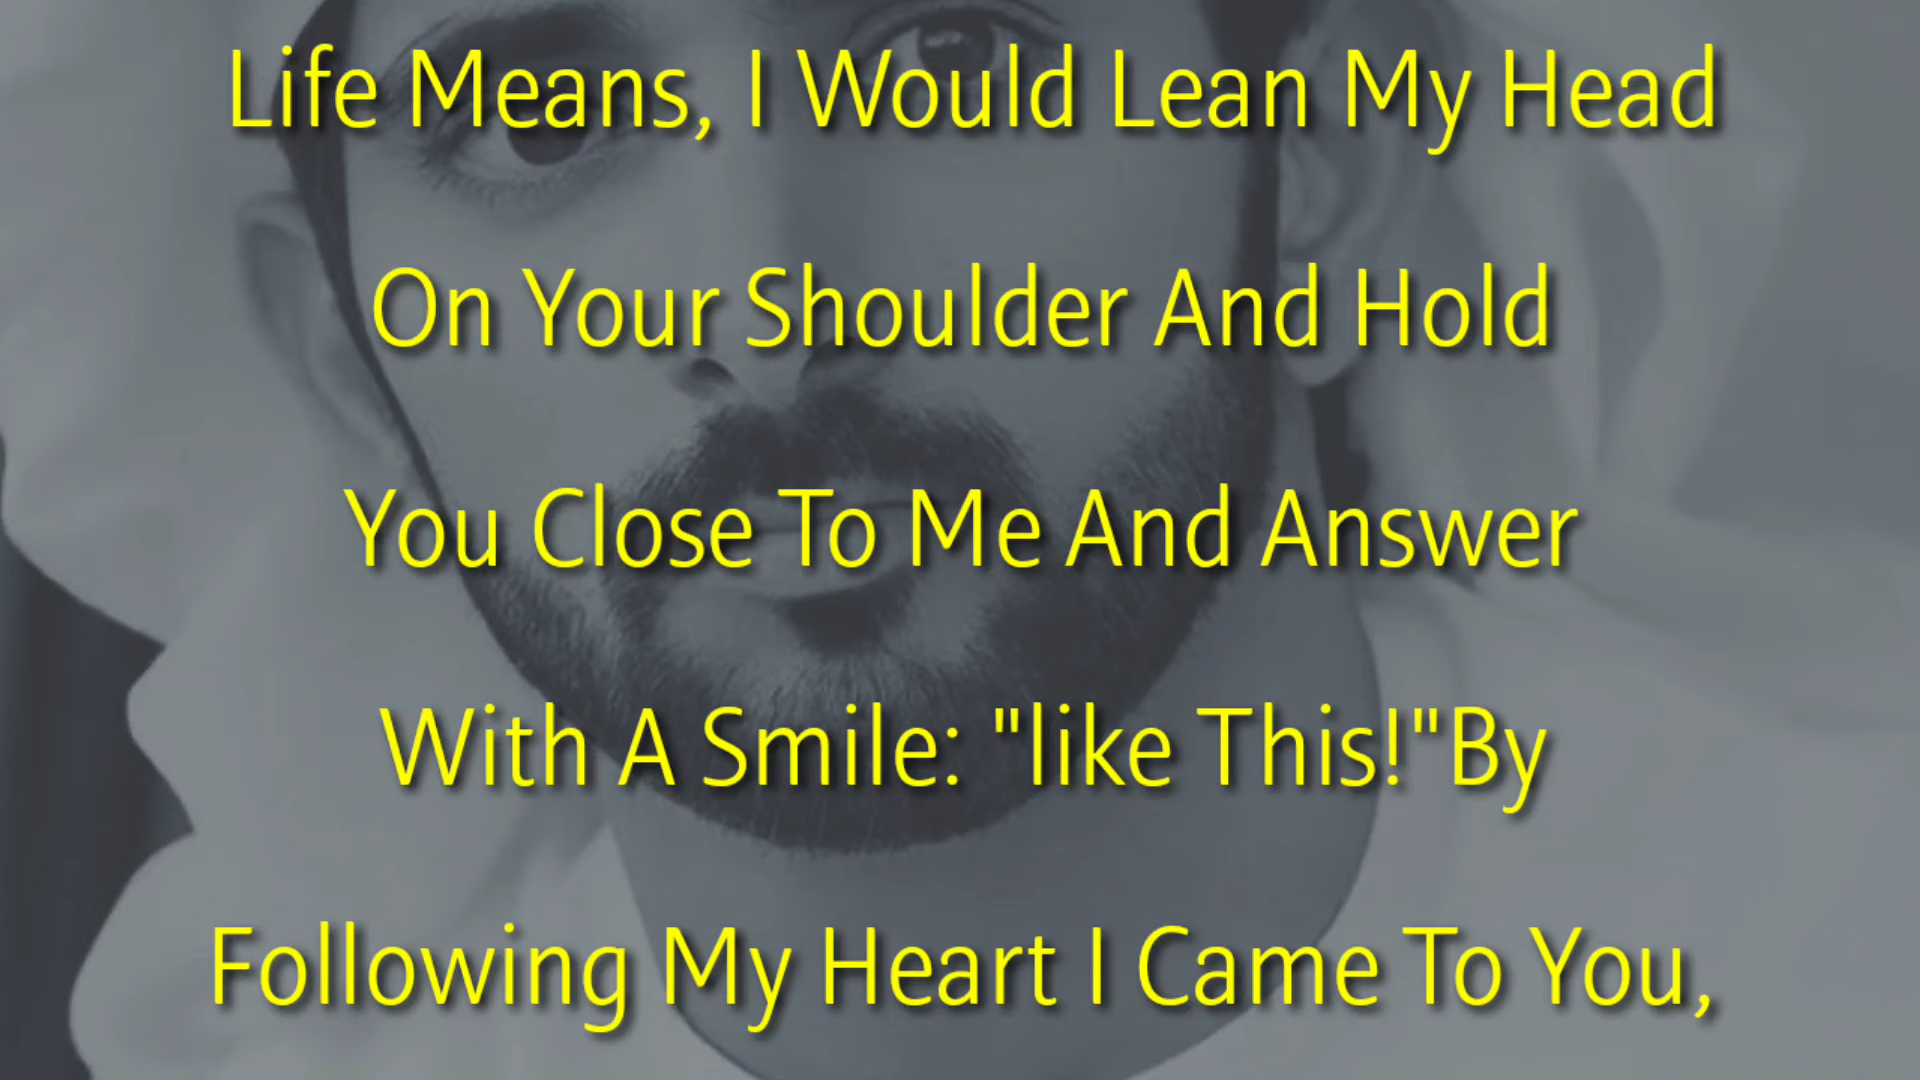 Life Means, I Would Lean My Head
On Your Shoulder And Hold
You Close To Me And Answer
With A Smile: "like This!"By
Following My Heart I Came To You,